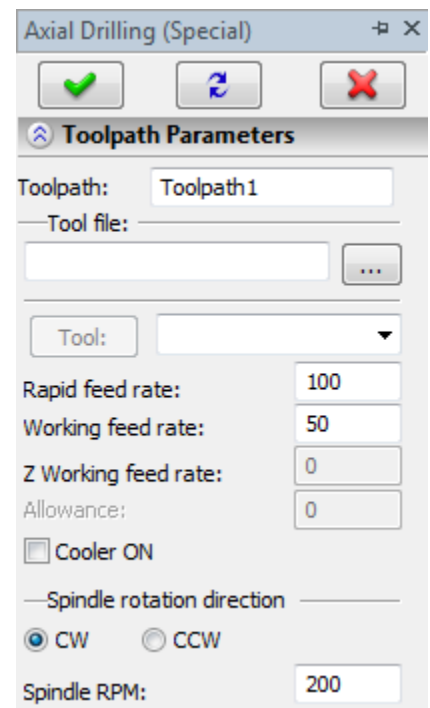 Axial Drilling (Special)
Toolpath Parameters
Toolpath: Toolpath1
Tool file:
...
Tool:
Rapid feed rate: 100
Working feed rate: 50
Z Working feed rate: 0
Allowance: 0
Cooler ON
Spindle rotation direction
CW CCW
Spindle RPM: 200